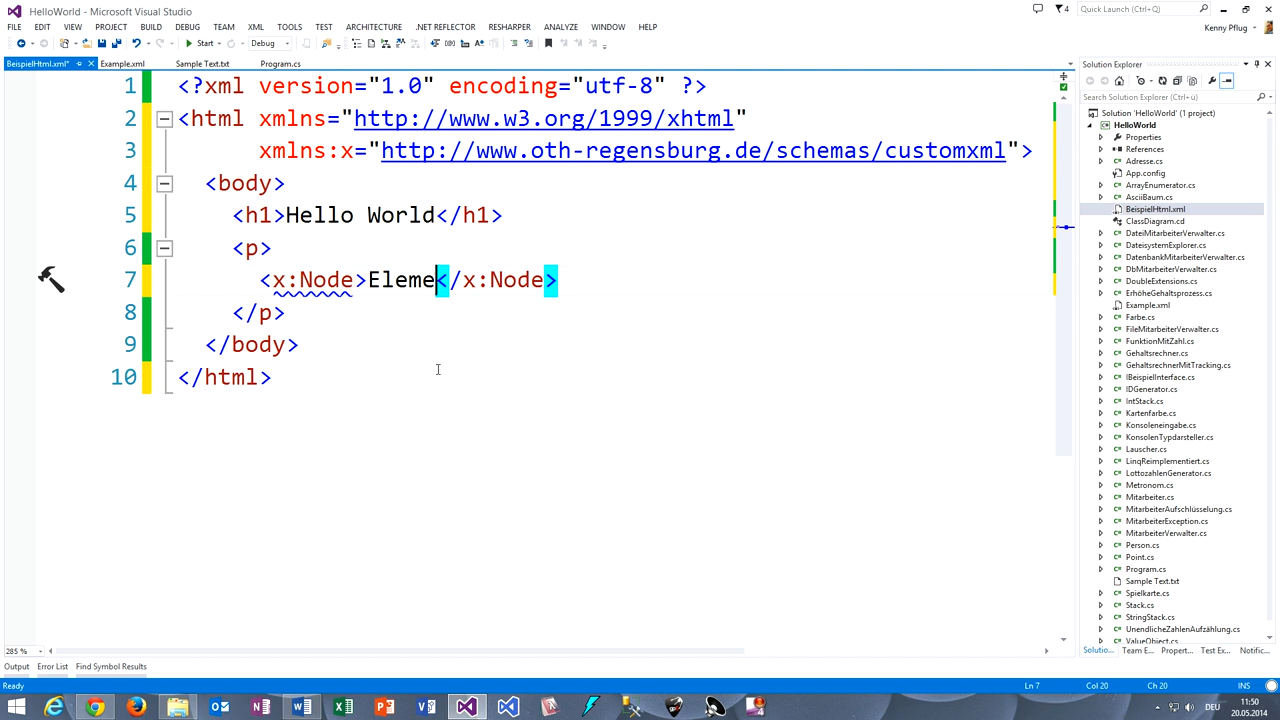 HelloWorld - Microsoft Visual Studio
4
Quick Launch (Ctrl+Q)
FILE EDIT VIEW PROJECT BUILD DEBUG TEAM XML TOOLS TEST ARCHITECTURE .NET REFLECTOR RESHARPER ANALYZE WINDOW HELP
Kenny Pflug
Start Debug
BeispielHtml.xml* Example.xml Sample Text.txt Program.cs
1 <?xml version="1.0" encoding="utf-8" ?>
2 <html xmlns="http://www.w3.org/1999/xhtml"
3 xmlns:x="http://www.oth-regensburg.de/schemas/customxml">
4 <body>
5 <h1>Hello World</h1>
6 <p>
7 <x:Node>Eleme</x:Node>
8 </p>
9 </body>
10 </html>
285 %
Solution Explorer
Search Solution Explorer (Ctrl+ü)
Solution 'HelloWorld' (1 project)
HelloWorld
Properties
References
Adresse.cs
App.config
ArrayEnumerator.cs
AsciiBaum.cs
BeispielHtml.xml
ClassDiagram.cd
DateiMitarbeiterVerwalter.cs
DateisystemExplorer.cs
DatenbankMitarbeiterVerwalter.cs
DbMitarbeiterVerwalter.cs
DoubleExtensions.cs
ErhöheGehaltsprozess.cs
Example.xml
Farbe.cs
FileMitarbeiterVerwalter.cs
FunktionMitZahl.cs
Gehaltsrechner.cs
GehaltsrechnerMitTracking.cs
IBeispielInterface.cs
IDGenerator.cs
IntStack.cs
Kartenfarbe.cs
Konsoleneingabe.cs
KonsolenTypdarsteller.cs
Lauscher.cs
LinqReimplementiert.cs
LottozahlenGenerator.cs
Metronom.cs
Mitarbeiter.cs
MitarbeiterAufschlüsselung.cs
MitarbeiterException.cs
MitarbeiterVerwalter.cs
Person.cs
Point.cs
Program.cs
Sample Text.txt
Spielkarte.cs
Stack.cs
StringStack.cs
UnendlicheZahlenAufzählung.cs
ValueObject.cs
Solutio... Team E... Propert... Test Ex... Notific...
Output Error List Find Symbol Results
Ready Ln 7 Col 20 Ch 20 INS
DEU 11:50
20.05.2014